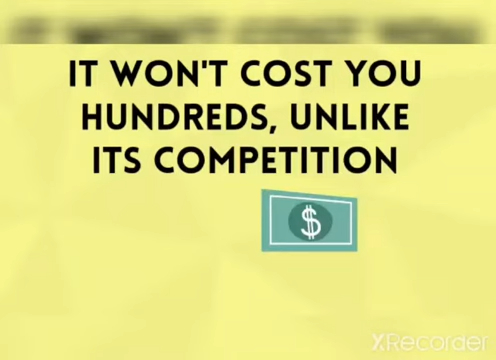 IT WON'T COST YOU
HUNDREDS, UNLIKE
ITS COMPETITION
$
XRecorder